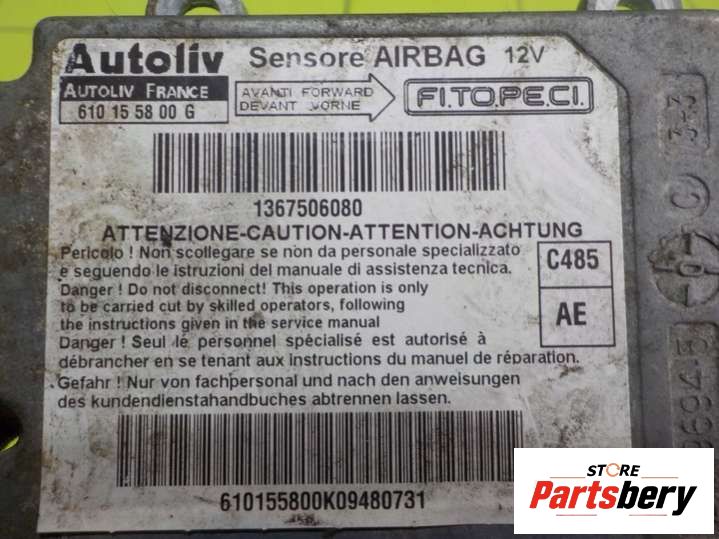 Autoliv Sensore AIRBAG 12V
AUTOLIV FRANCE
610 15 58 00 G
AVANTI FORWARD
DEVANT VORNE
FI.TO.PE.CI.
1367506080
ATTENZIONE-CAUTION-ATTENTION-ACHTUNG
Pericolo ! Non scollegare se non da personale specializzato
e seguendo le istruzioni del manuale di assistenza tecnica.
Danger ! Do not disconnect! This operation is only
to be carried cut by skilled operators, following
the instructions given in the service manual
Danger ! Seul le personnel spécialisé est autorisé à
débrancher en se tenant aux instructions du manuel de réparation.
Gefahr ! Nur von fachpersonal und nach den anweisungen
des kundendienstahandbuches abtrennen lassen.
C485
AE
610155800K09480731
3-3
STORE
Partsbery